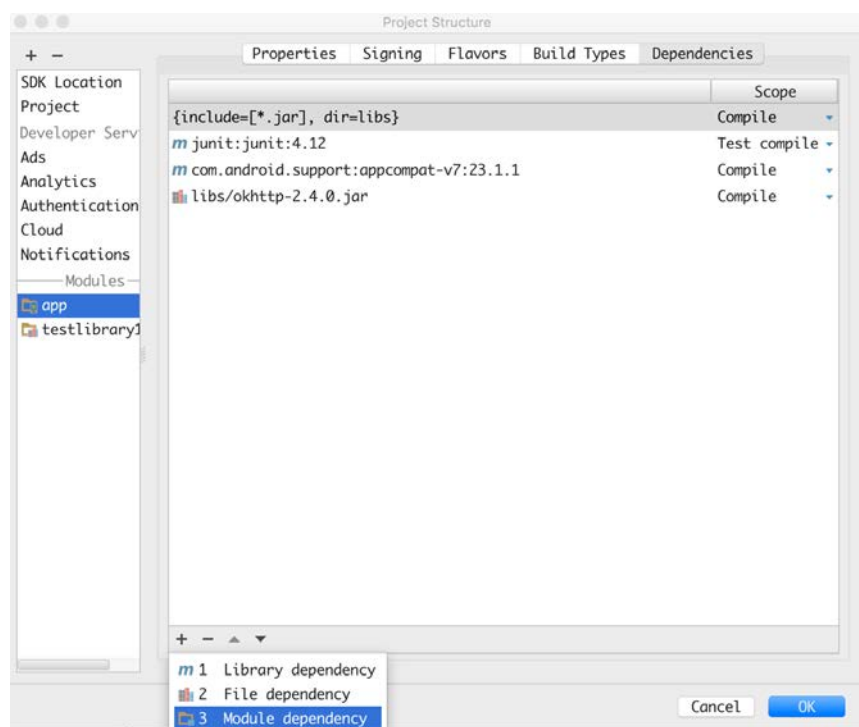 Project Structure
+ -
Properties Signing Flavors Build Types Dependencies
SDK Location
Project
Developer Serv
Ads
Analytics
Authentication
Cloud
Notifications
Modules
app
testlibrary1
Scope
{include=[*.jar], dir=libs} Compile
m junit:junit:4.12 Test compile
m com.android.support:appcompat-v7:23.1.1 Compile
libs/okhttp-2.4.0.jar Compile
+ -
m 1 Library dependency
2 File dependency
3 Module dependency
Cancel OK